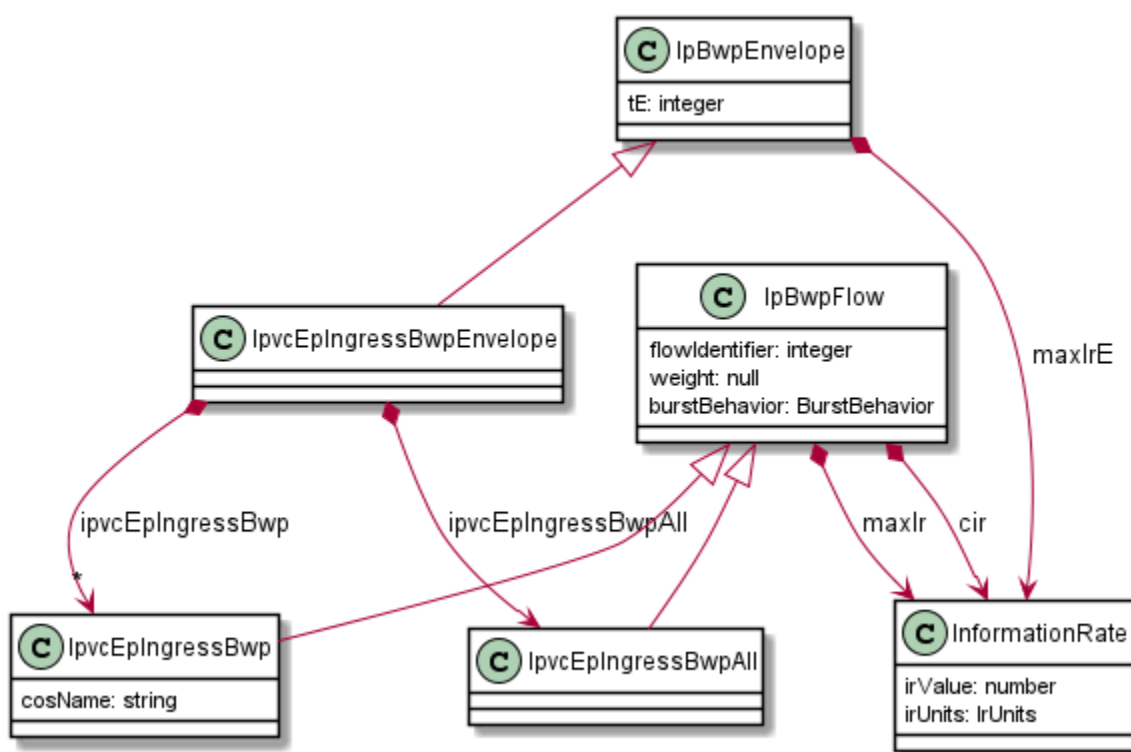 C IpBwpEnvelope
tE: integer
C IpBwpFlow
flowIdentifier: integer
weight: null
burstBehavior: BurstBehavior
C IpvcEpIngressBwpEnvelope
maxIrE
ipvcEpIngressBwp
ipvcEpIngressBwpAll
maxIr
cir
*
C IpvcEpIngressBwp
cosName: string
C IpvcEpIngressBwpAll
C InformationRate
irValue: number
irUnits: IrUnits